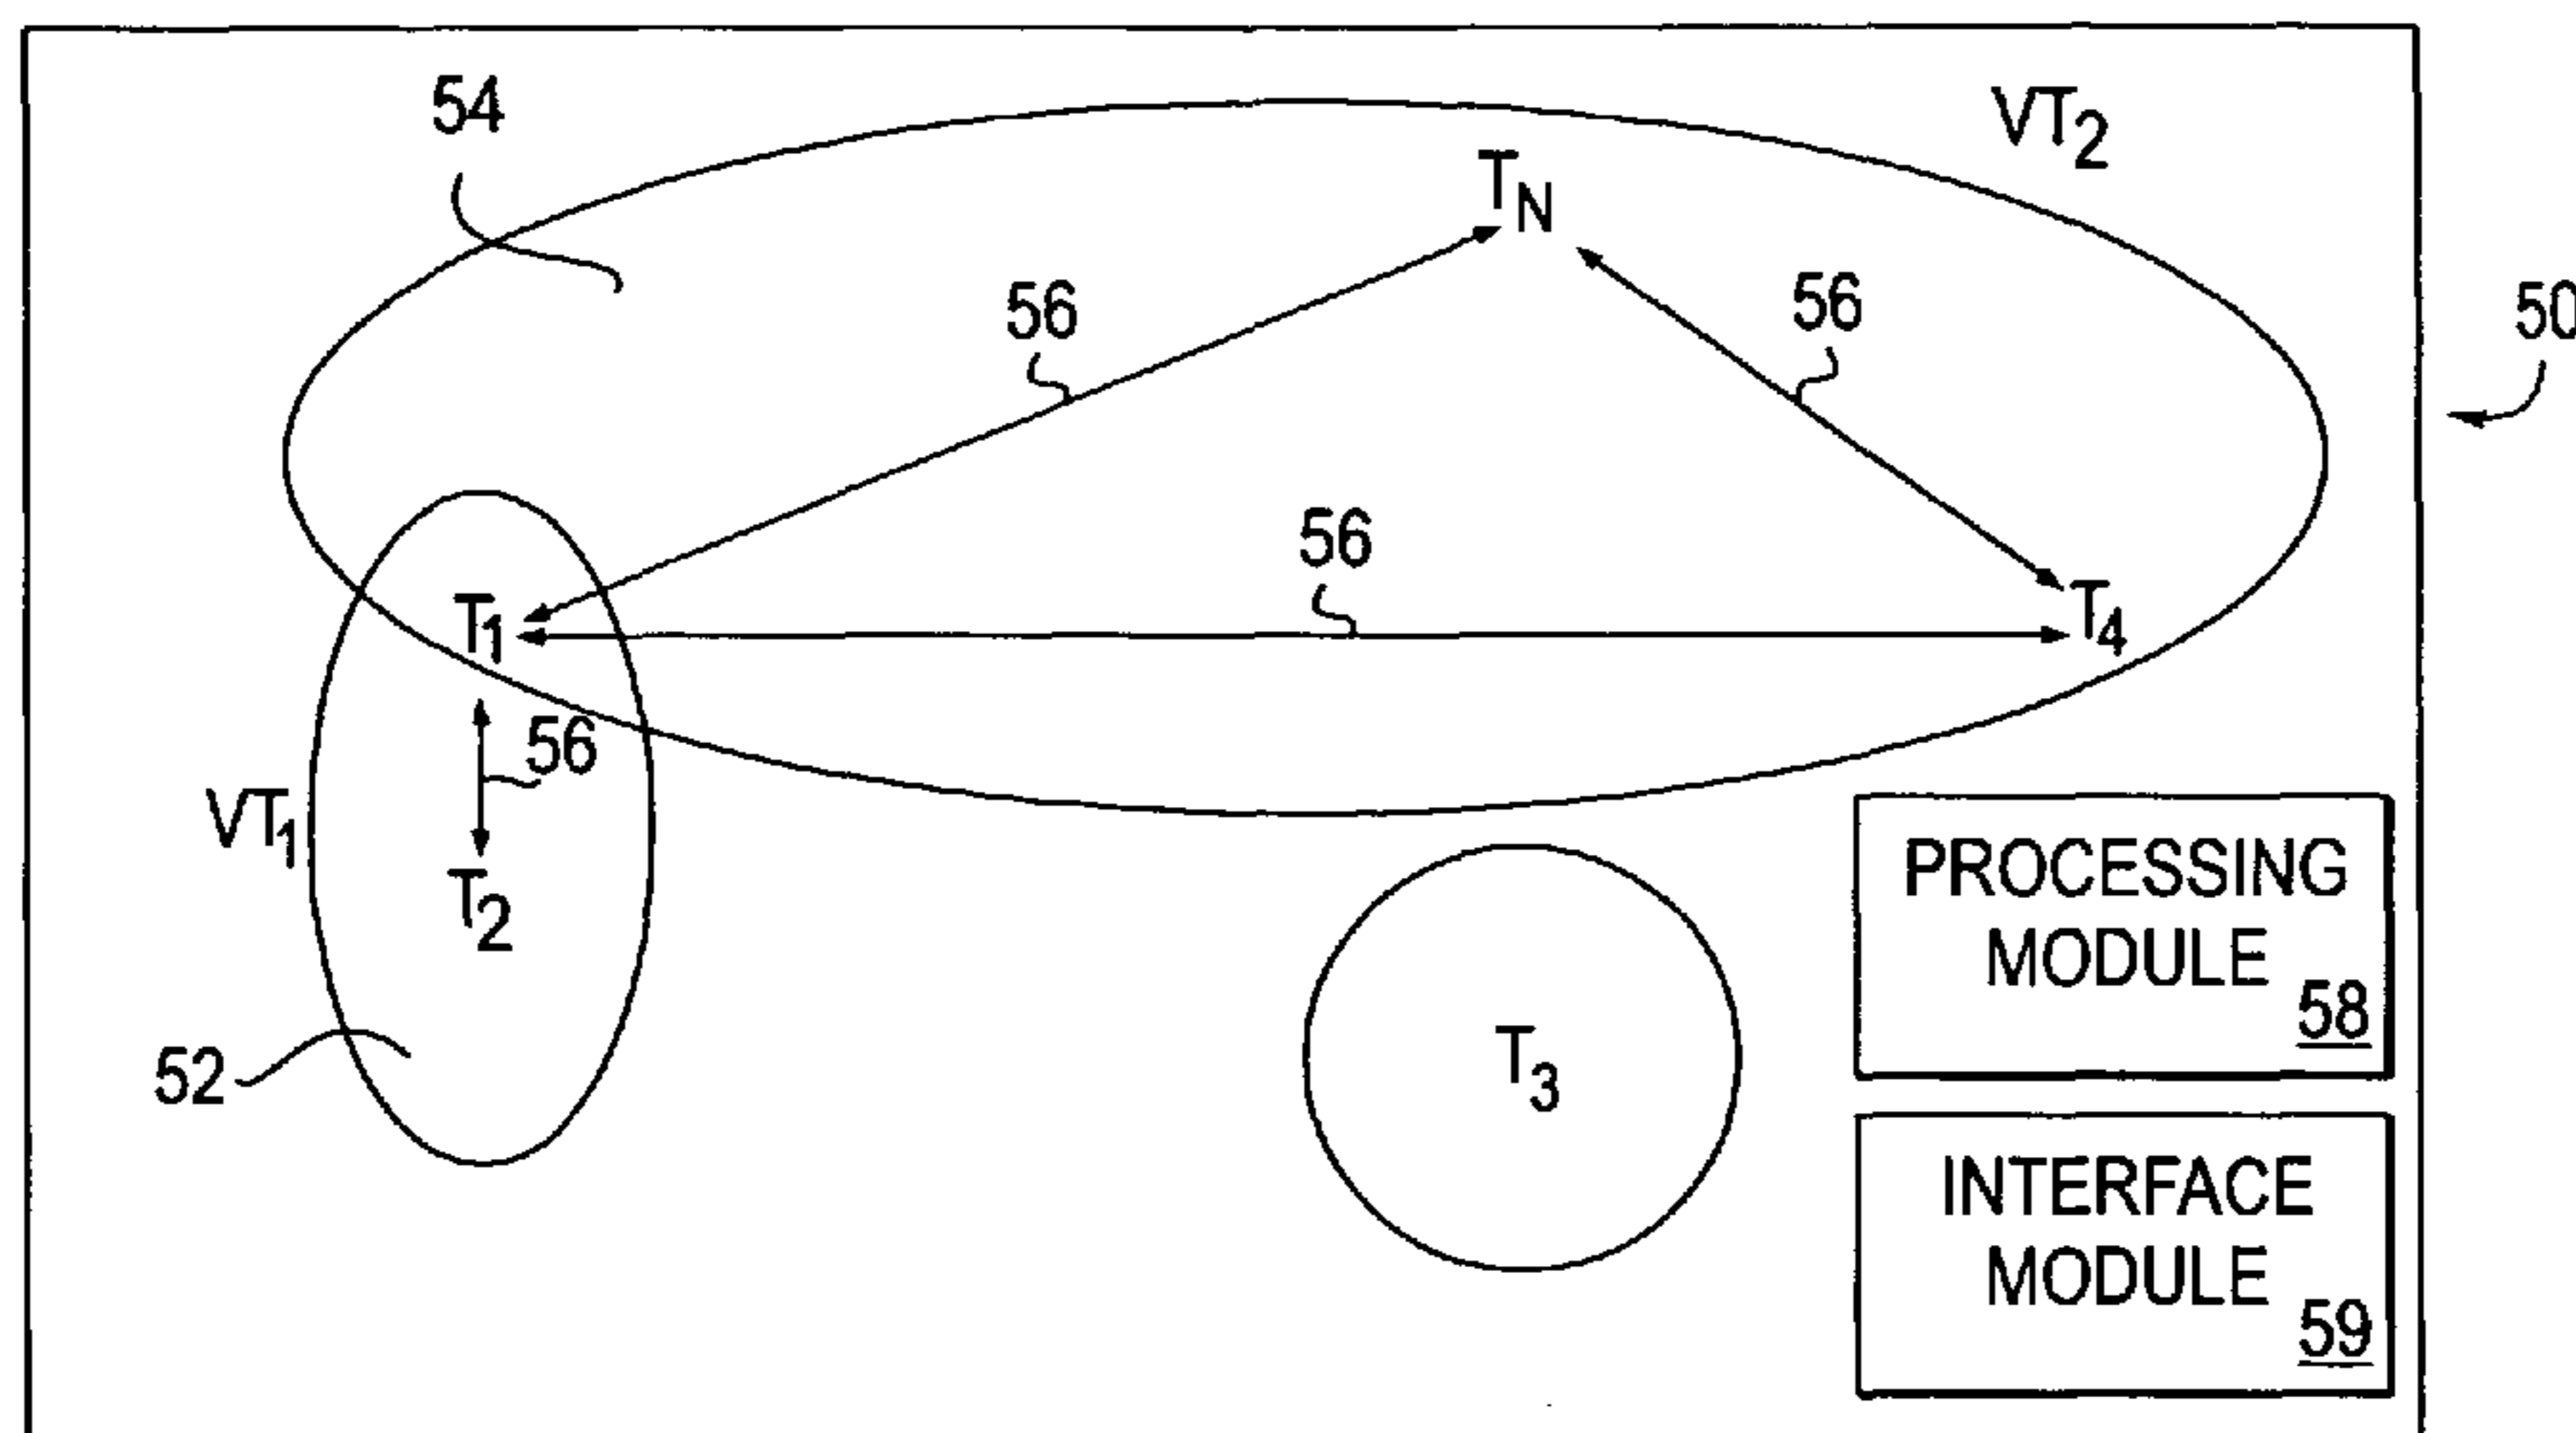 54
VT2
TN
56
56
50
56
T1
T4
56
VT1
T2
PROCESSING
MODULE
58
T3
52
INTERFACE
MODULE
59